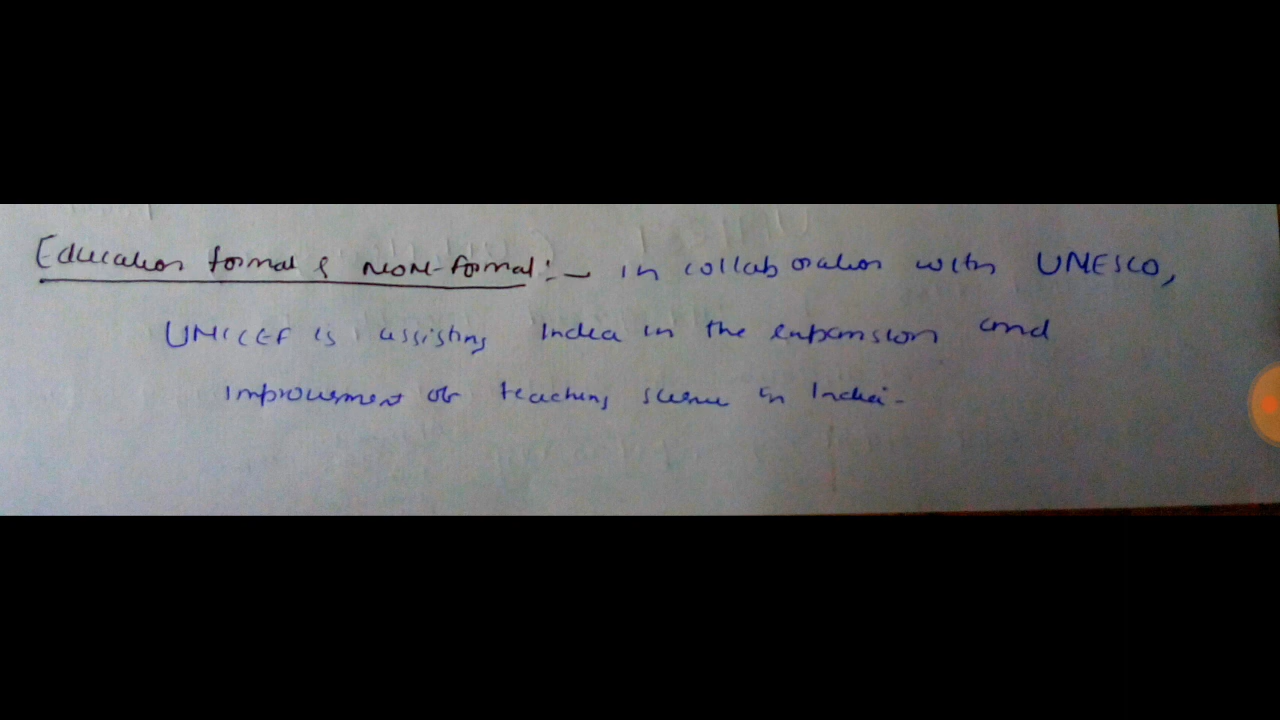 Education formal & non-formal:- in collaboration with UNESCO,
UNICEF is assisting India in the expansion and
improvement of teaching science in India.